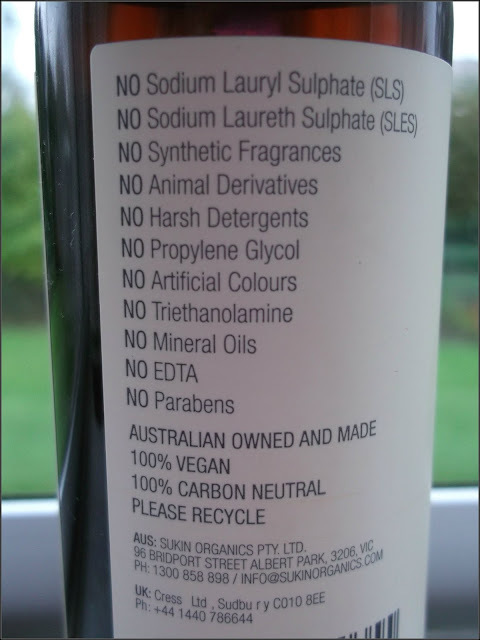 NO Sodium Lauryl Sulphate (SLS)
NO Sodium Laureth Sulphate (SLES)
NO Synthetic Fragrances
NO Animal Derivatives
NO Harsh Detergents
NO Propylene Glycol
NO Artificial Colours
NO Triethanolamine
NO Mineral Oils
NO EDTA
NO Parabens
AUSTRALIAN OWNED AND MADE
100% VEGAN
100% CARBON NEUTRAL
PLEASE RECYCLE
AUS: SUKIN ORGANICS PTY. LTD.
96 BRIDPORT STREET ALBERT PARK, 3206, VIC
PH: 1300 858 898 / INFO@SUKINORGANICS.COM
UK: Cress Ltd , Sudbu r y C010 8EE
Ph: +44 1440 786644